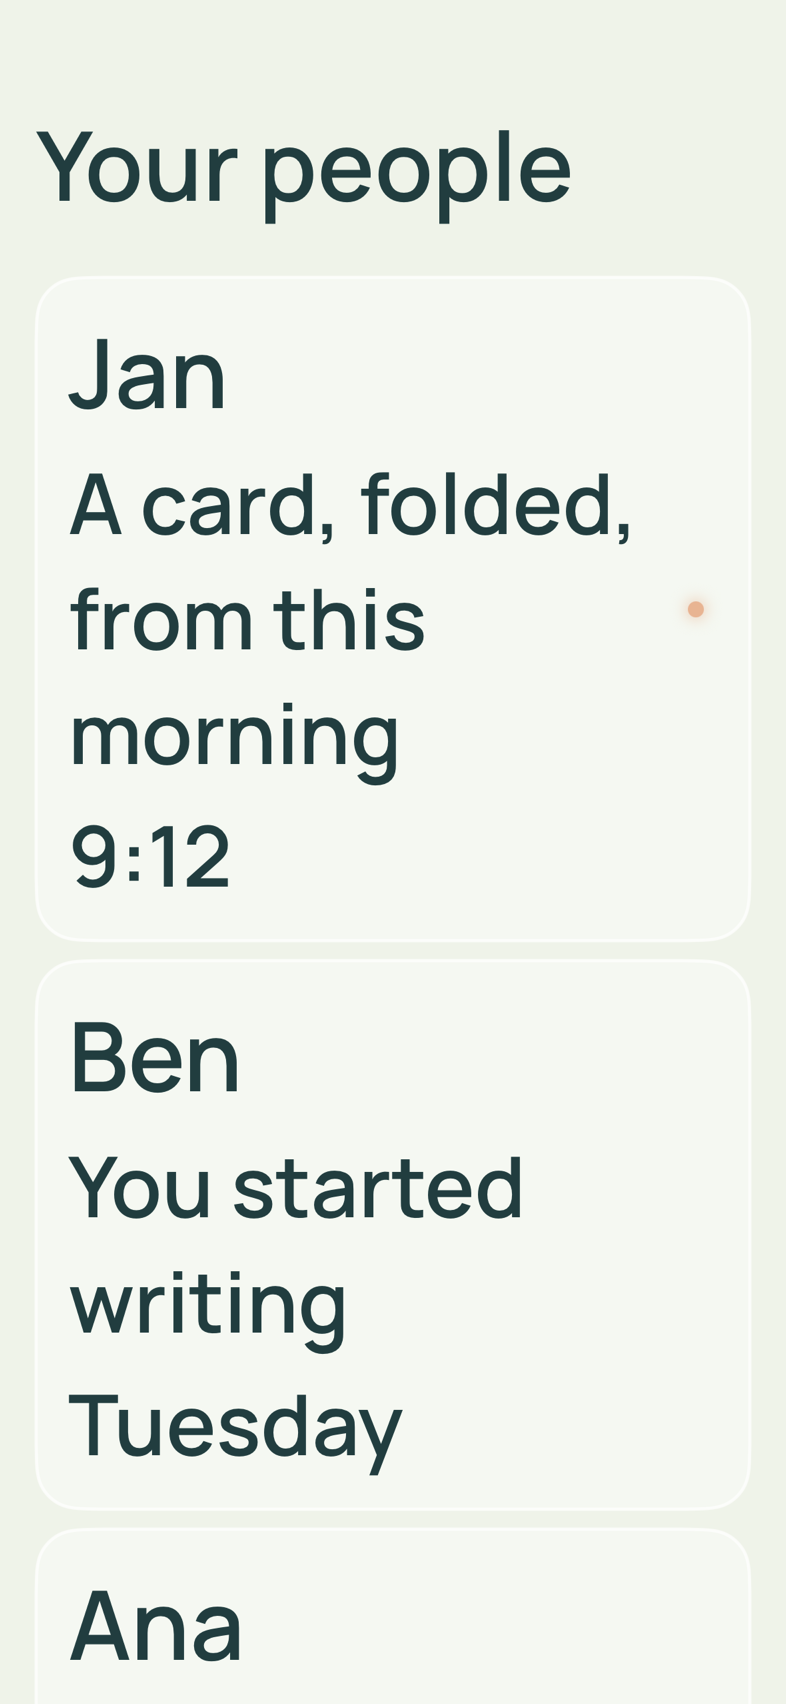 Your people
Jan
A card, folded,
from this
morning
9:12
Ben
You started
writing
Tuesday
Ana